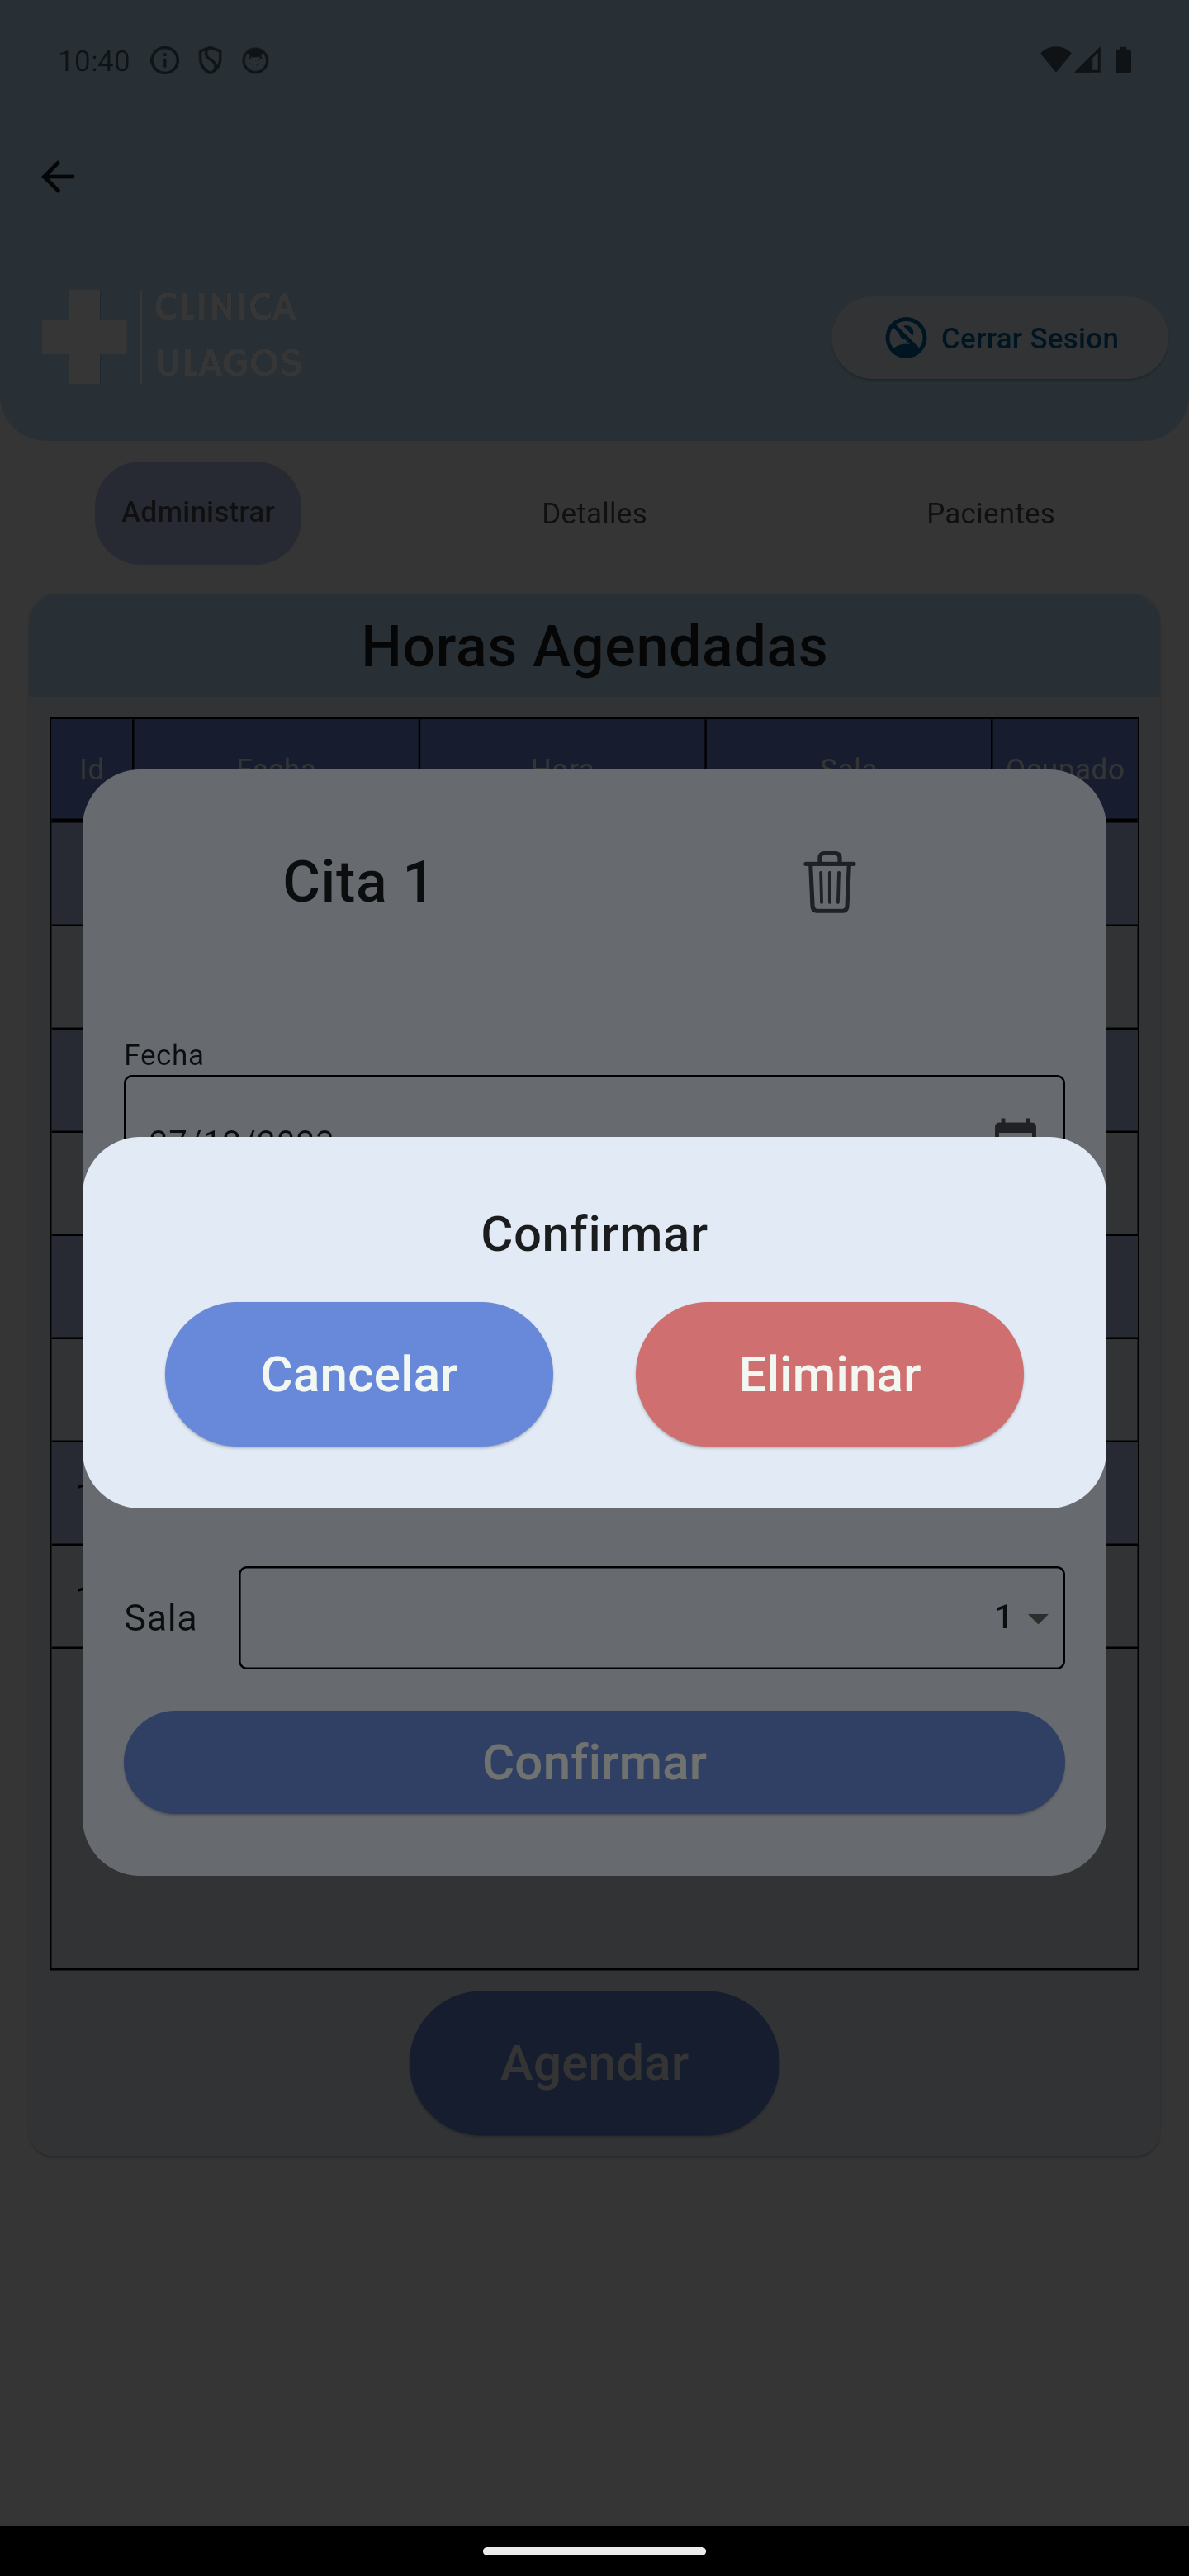 10:40
CLINICA
ULAGOS
Cerrar Sesion
Administrar
Detalles
Pacientes
Horas Agendadas
Id
Fecha
Hora
Sala
Ocupado
Cita 1
Fecha
Confirmar
Cancelar
Eliminar
Sala
1
Confirmar
Agendar